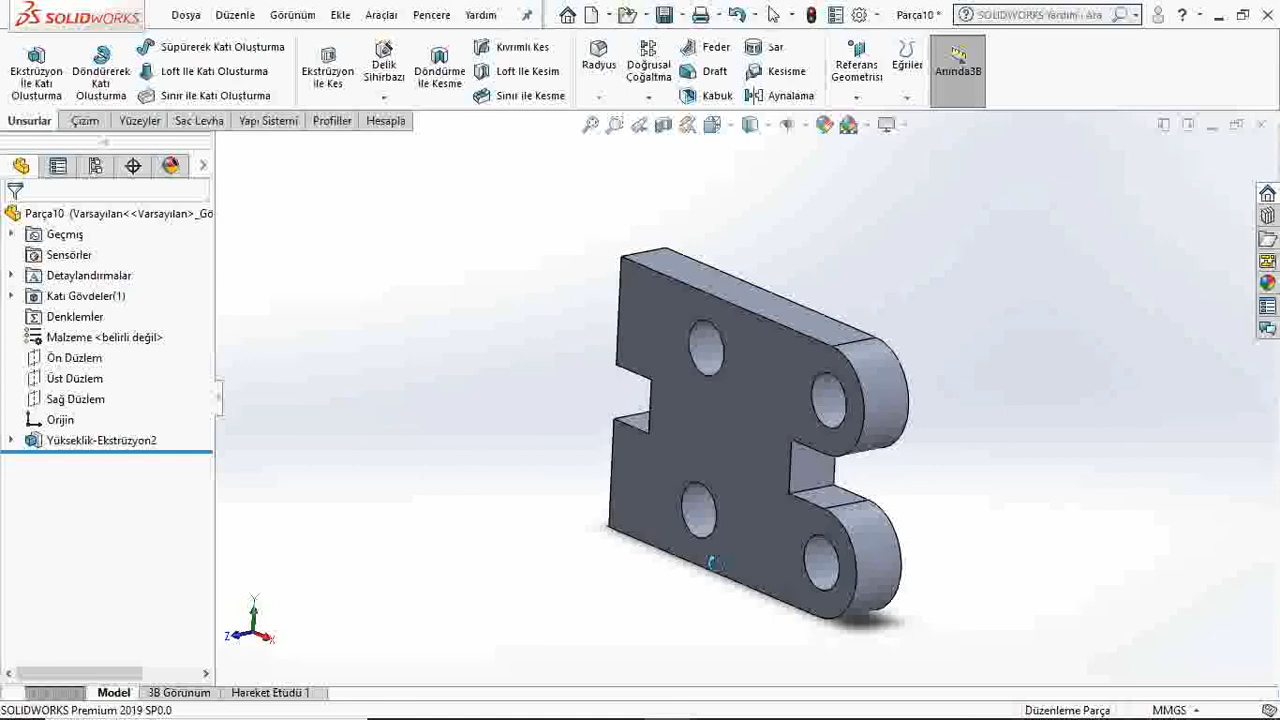 SOLIDWORKS
Dosya Düzenle Görünüm Ekle Araçlar Pencere Yardım
Parça10 *
SOLIDWORKS Yardım - Ara
Ekstrüzyon İle Katı Oluşturma
Döndürerek Katı Oluşturma
Süpürerek Katı Oluşturma
Loft İle Katı Oluşturma
Sınır ile Katı Oluşturma
Ekstrüzyon ile Kes
Delik Sihirbazı
Döndürme ile Kesme
Kıvrımlı Kes
Loft ile Kesim
Sınır ile Kesme
Radyus
Doğrusal Çoğaltma
Feder
Draft
Kabuk
Sar
Kesisme
Aynalama
Referans Geometrisi
Eğriler
Anında3B
Unsurlar Çizim Yüzeyler Sac Levha Yapı Sistemi Profiller Hesapla
Parça10 (Varsayılan<<Varsayılan>_Gö
Geçmış
Sensörler
Detaylandırmalar
Katı Gövdeler(1)
Denklemler
Malzeme <belirli değil>
Ön Düzlem
Üst Düzlem
Sağ Düzlem
Orijin
Yükseklik-Ekstrüzyon2
Y
Z X
Model 3B Görünüm Hareket Etüdü 1
SOLIDWORKS Premium 2019 SP0.0
Düzenleme Parça
MMGS